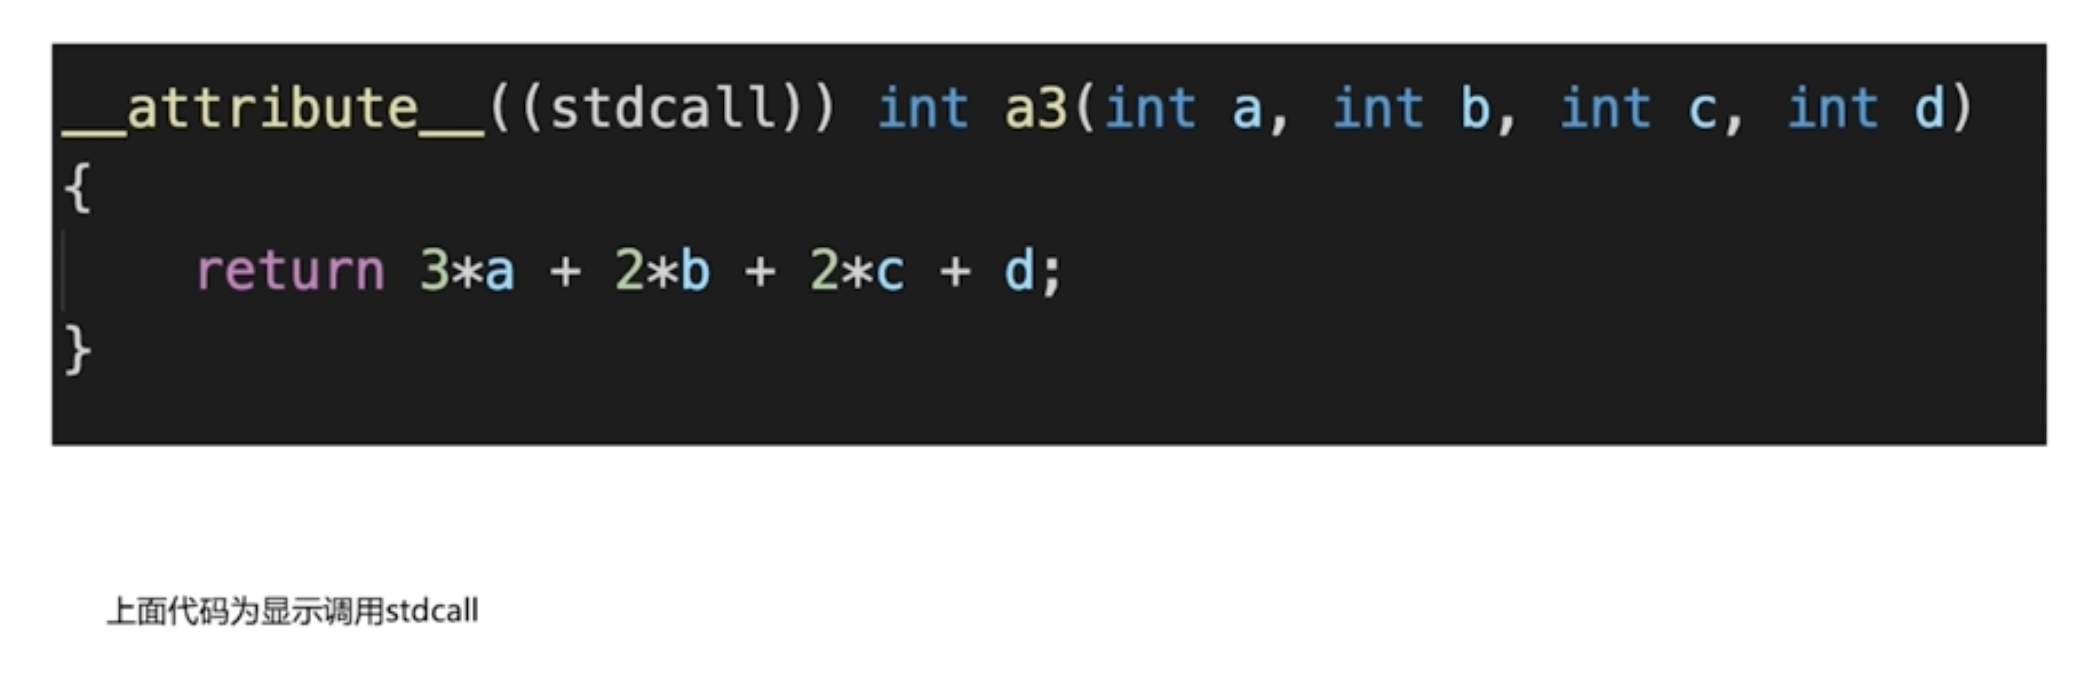 __attribute__((stdcall)) int a3(int a, int b, int c, int d)
{
    return 3*a + 2*b + 2*c + d;
}
上面代码为显示调用stdcall